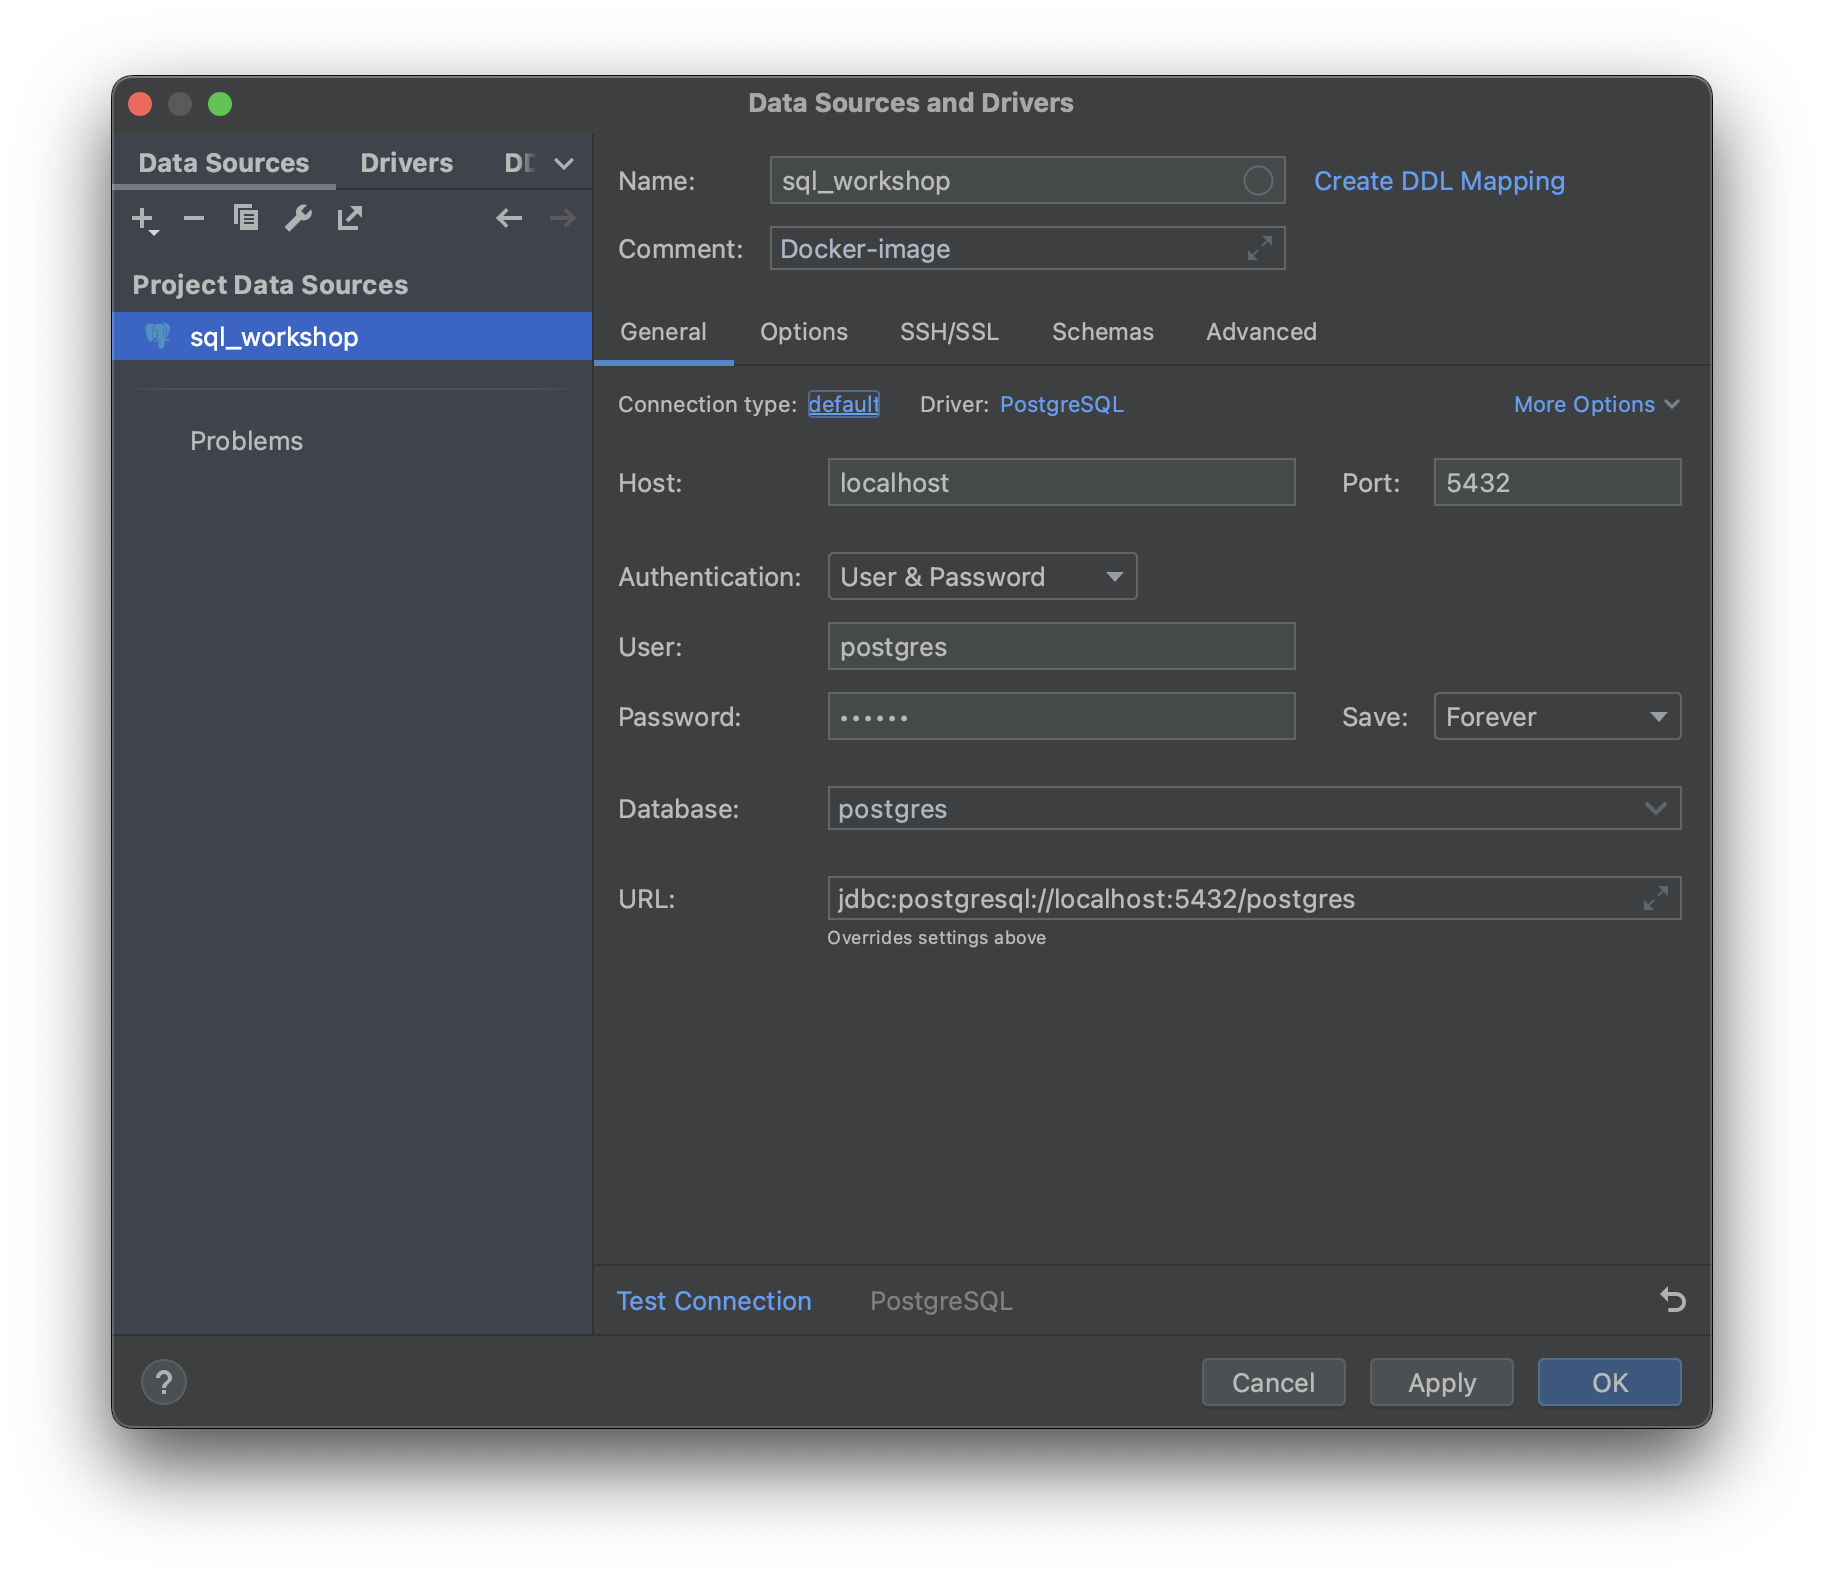 Data Sources and Drivers
Data Sources Drivers
Name: sql_workshop Create DDL Mapping
Comment: Docker-image
Project Data Sources
sql_workshop
Problems
General Options SSH/SSL Schemas Advanced
Connection type: default Driver: PostgreSQL More Options
Host: localhost Port: 5432
Authentication: User & Password
User: postgres
Password: •••••• Save: Forever
Database: postgres
URL: jdbc:postgresql://localhost:5432/postgres
Overrides settings above
Test Connection PostgreSQL
? Cancel Apply OK